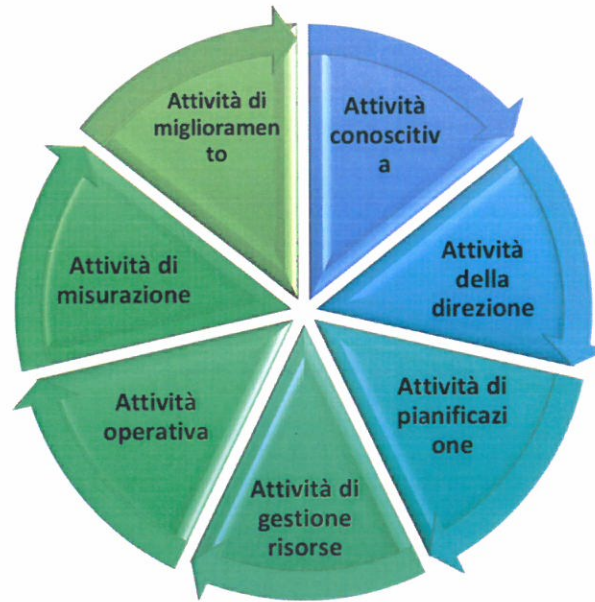 Attività
conoscitiv
a
Attività
della
direzione
Attività di
pianificazi
one
Attività di
gestione
risorse
Attività
operativa
Attività di
misurazione
Attività di
miglioramen
to